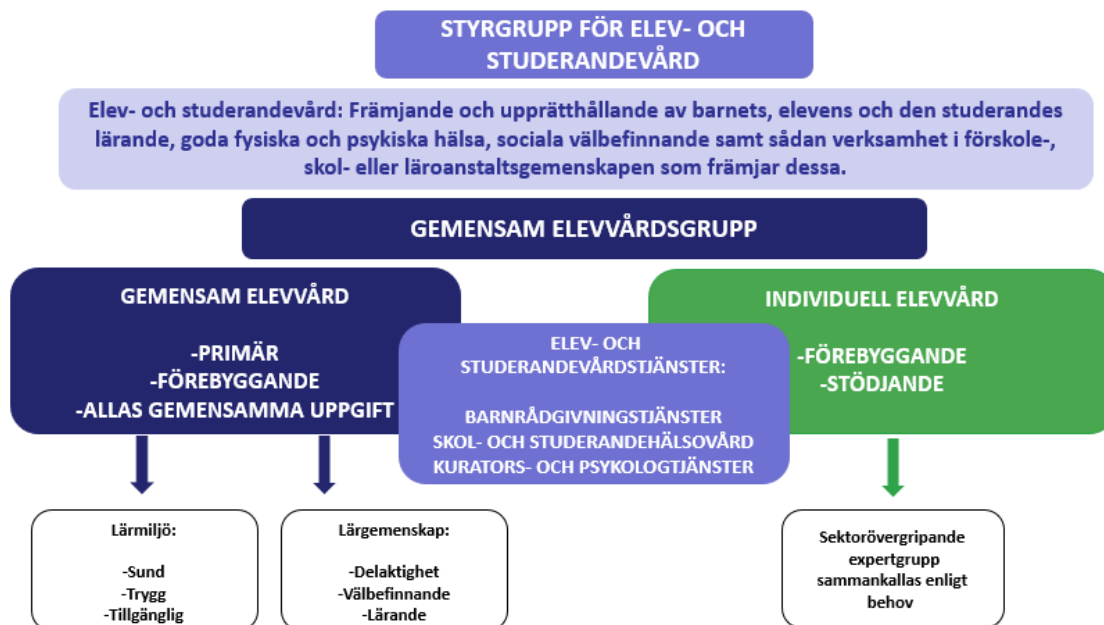 STYRGRUPP FÖR ELEV- OCH
STUDERANDEVÅRD
Elev- och studerandevård: Främjande och upprätthållande av barnets, elevens och den studerandes
lärande, goda fysiska och psykiska hälsa, sociala välbefinnande samt sådan verksamhet i förskole-,
skol- eller läroanstaltsgemenskapen som främjar dessa.
GEMENSAM ELEVVÅRDSGRUPP
GEMENSAM ELEVVÅRD
-PRIMÄR
-FÖREBYGGANDE
-ALLAS GEMENSAMMA UPPGIFT
ELEV- OCH
STUDERANDEVÅRDSTJÄNSTER:
BARNRÅDGIVNINGSTJÄNSTER
SKOL- OCH STUDERANDEHÄLSOVÅRD
KURATORS- OCH PSYKOLOGTJÄNSTER
INDIVIDUELL ELEVVÅRD
-FÖREBYGGANDE
-STÖDJANDE
Lärmiljö:
-Sund
-Trygg
-Tillgänglig
Lärgemenskap:
-Delaktighet
-Välbefinnande
-Lärande
Sektorövergripande
expertgrupp
sammankallas enligt
behov